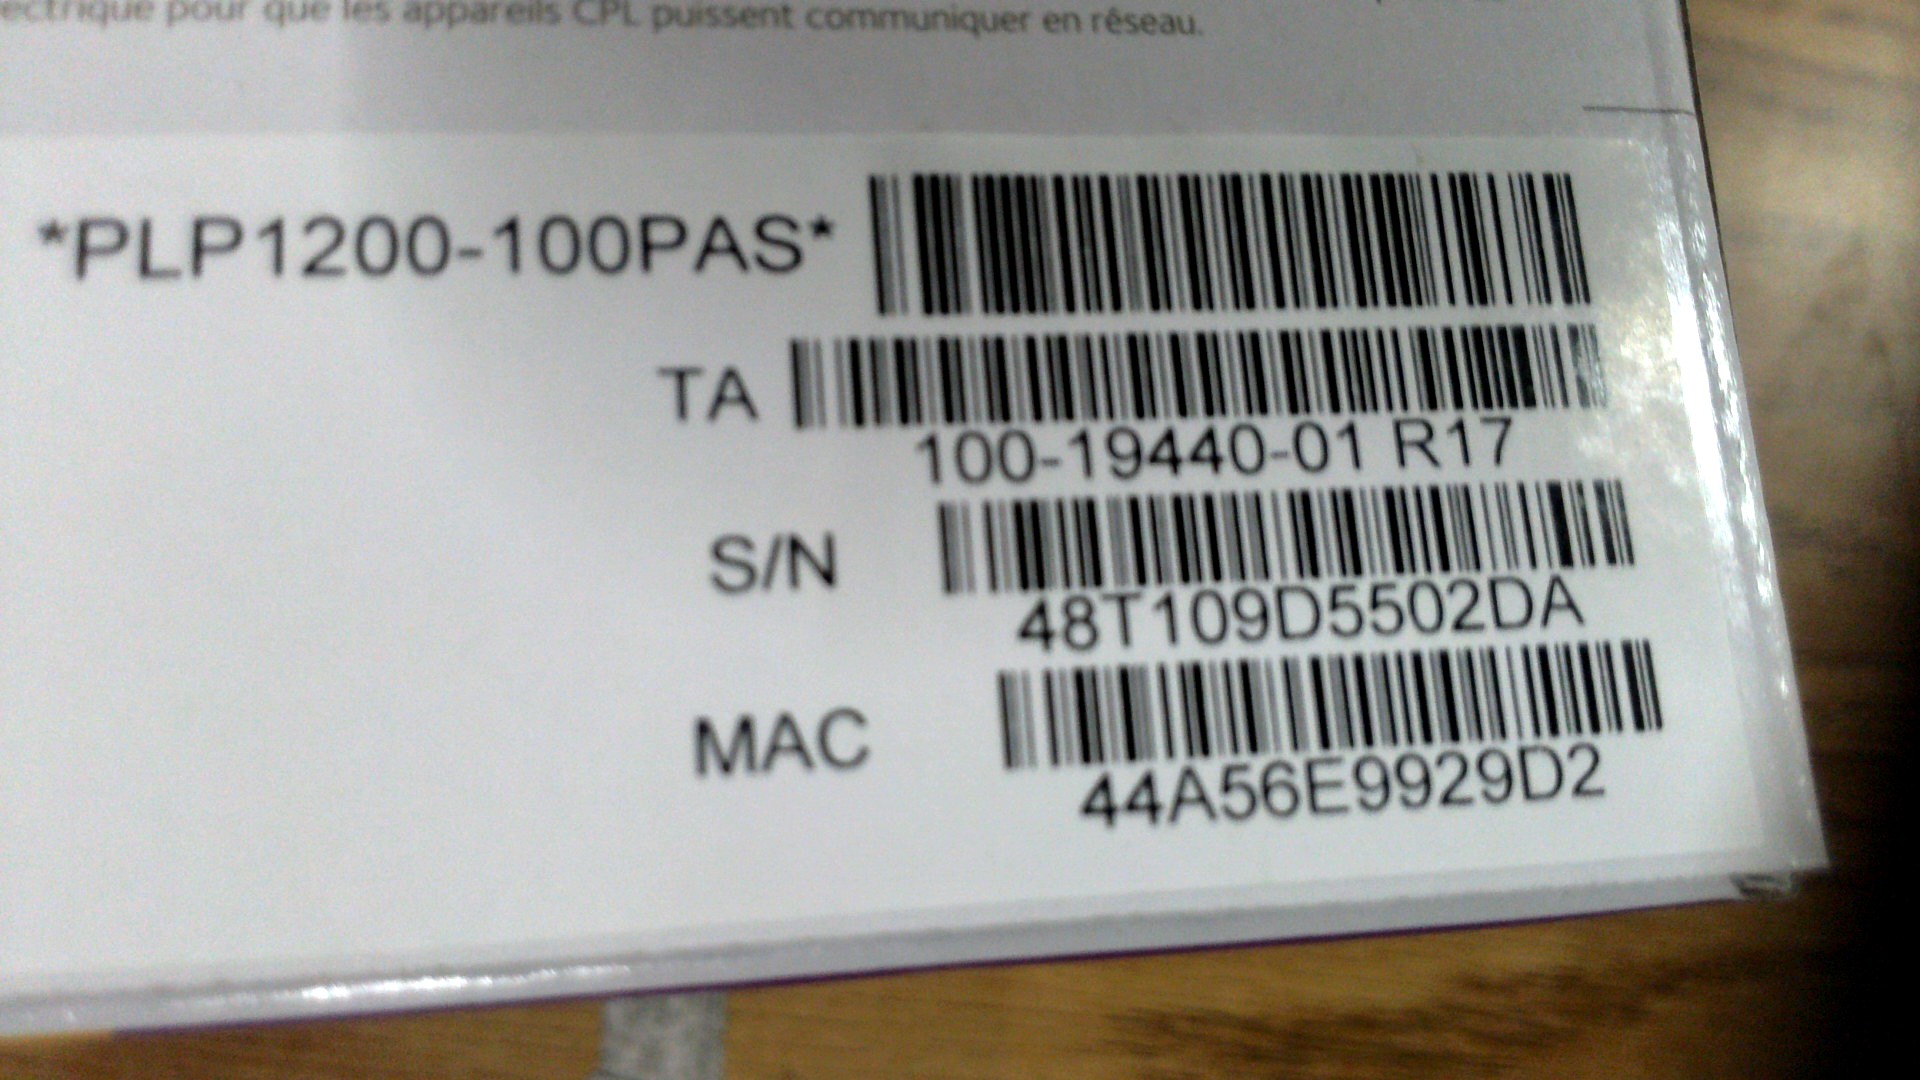 pour que les appareils CPL puissent communiquer en réseau.
*PLP1200-100PAS*
TA
100-19440-01 R17
S/N
48T109D5502DA
MAC
44A56E9929D2